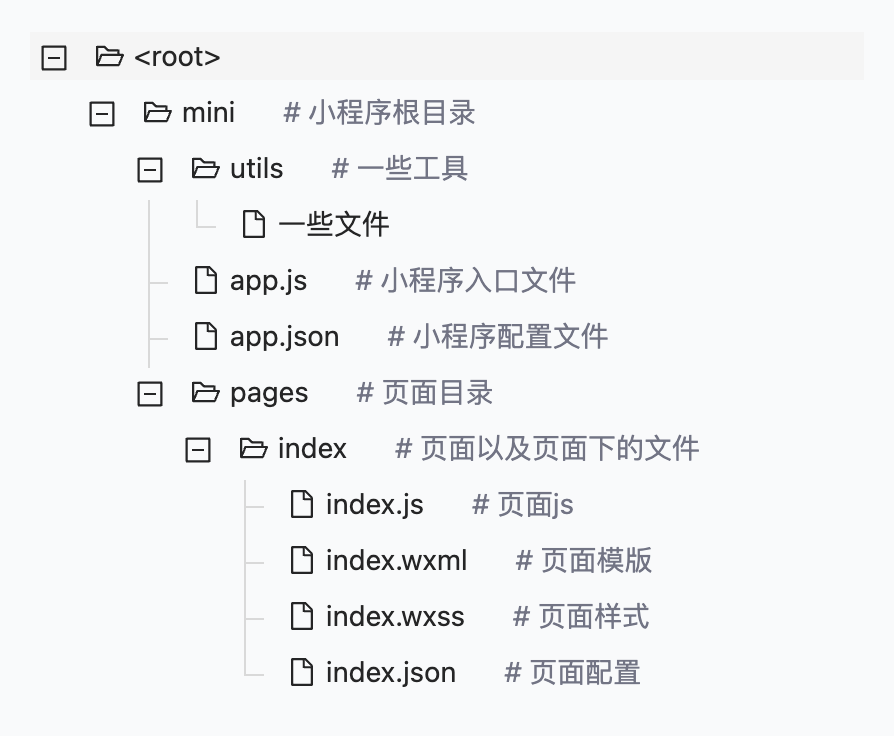 <root>
mini # 小程序根目录
utils # 一些工具
一些文件
app.js # 小程序入口文件
app.json # 小程序配置文件
pages # 页面目录
index # 页面以及页面下的文件
index.js # 页面js
index.wxml # 页面模版
index.wxss # 页面样式
index.json # 页面配置